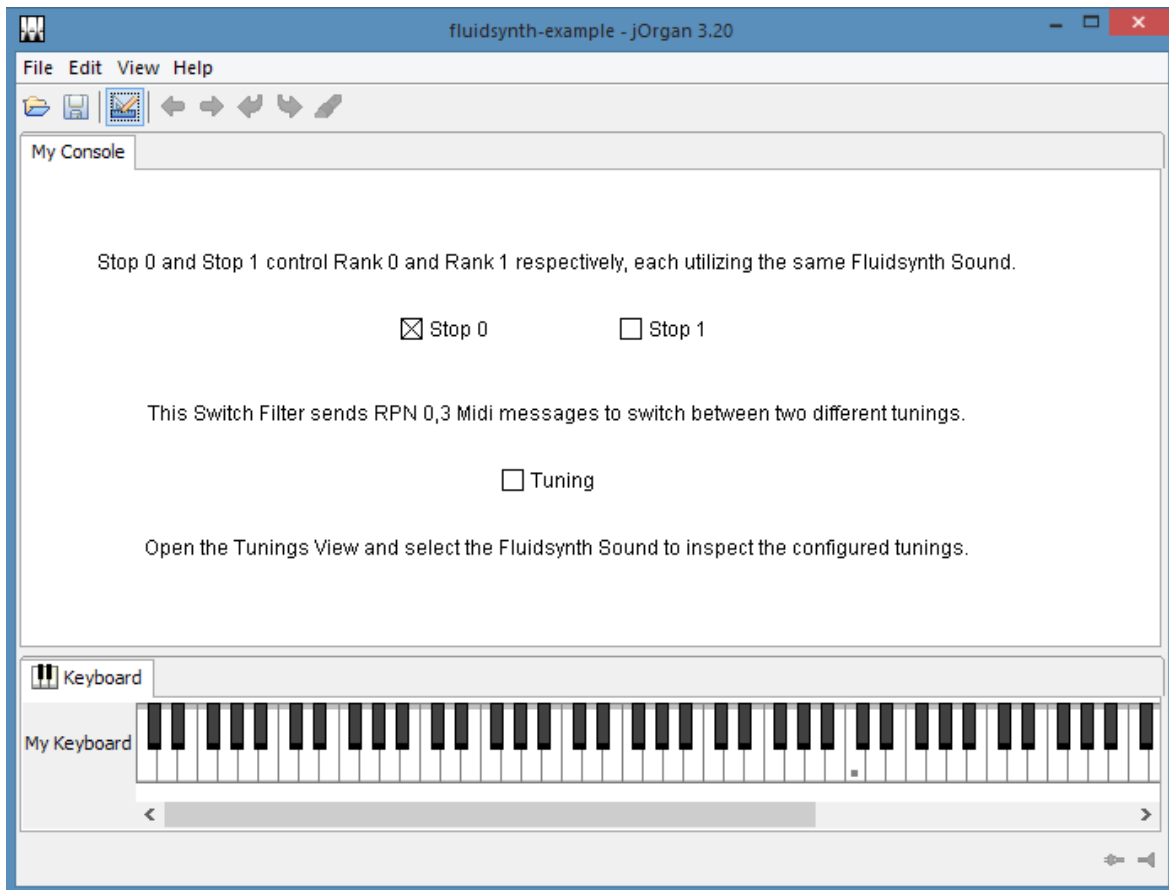 fluidsynth-example - jOrgan 3.20
File Edit View Help
My Console
Stop 0 and Stop 1 control Rank 0 and Rank 1 respectively, each utilizing the same Fluidsynth Sound.
Stop 0 Stop 1
This Switch Filter sends RPN 0,3 Midi messages to switch between two different tunings.
Tuning
Open the Tunings View and select the Fluidsynth Sound to inspect the configured tunings.
Keyboard
My Keyboard